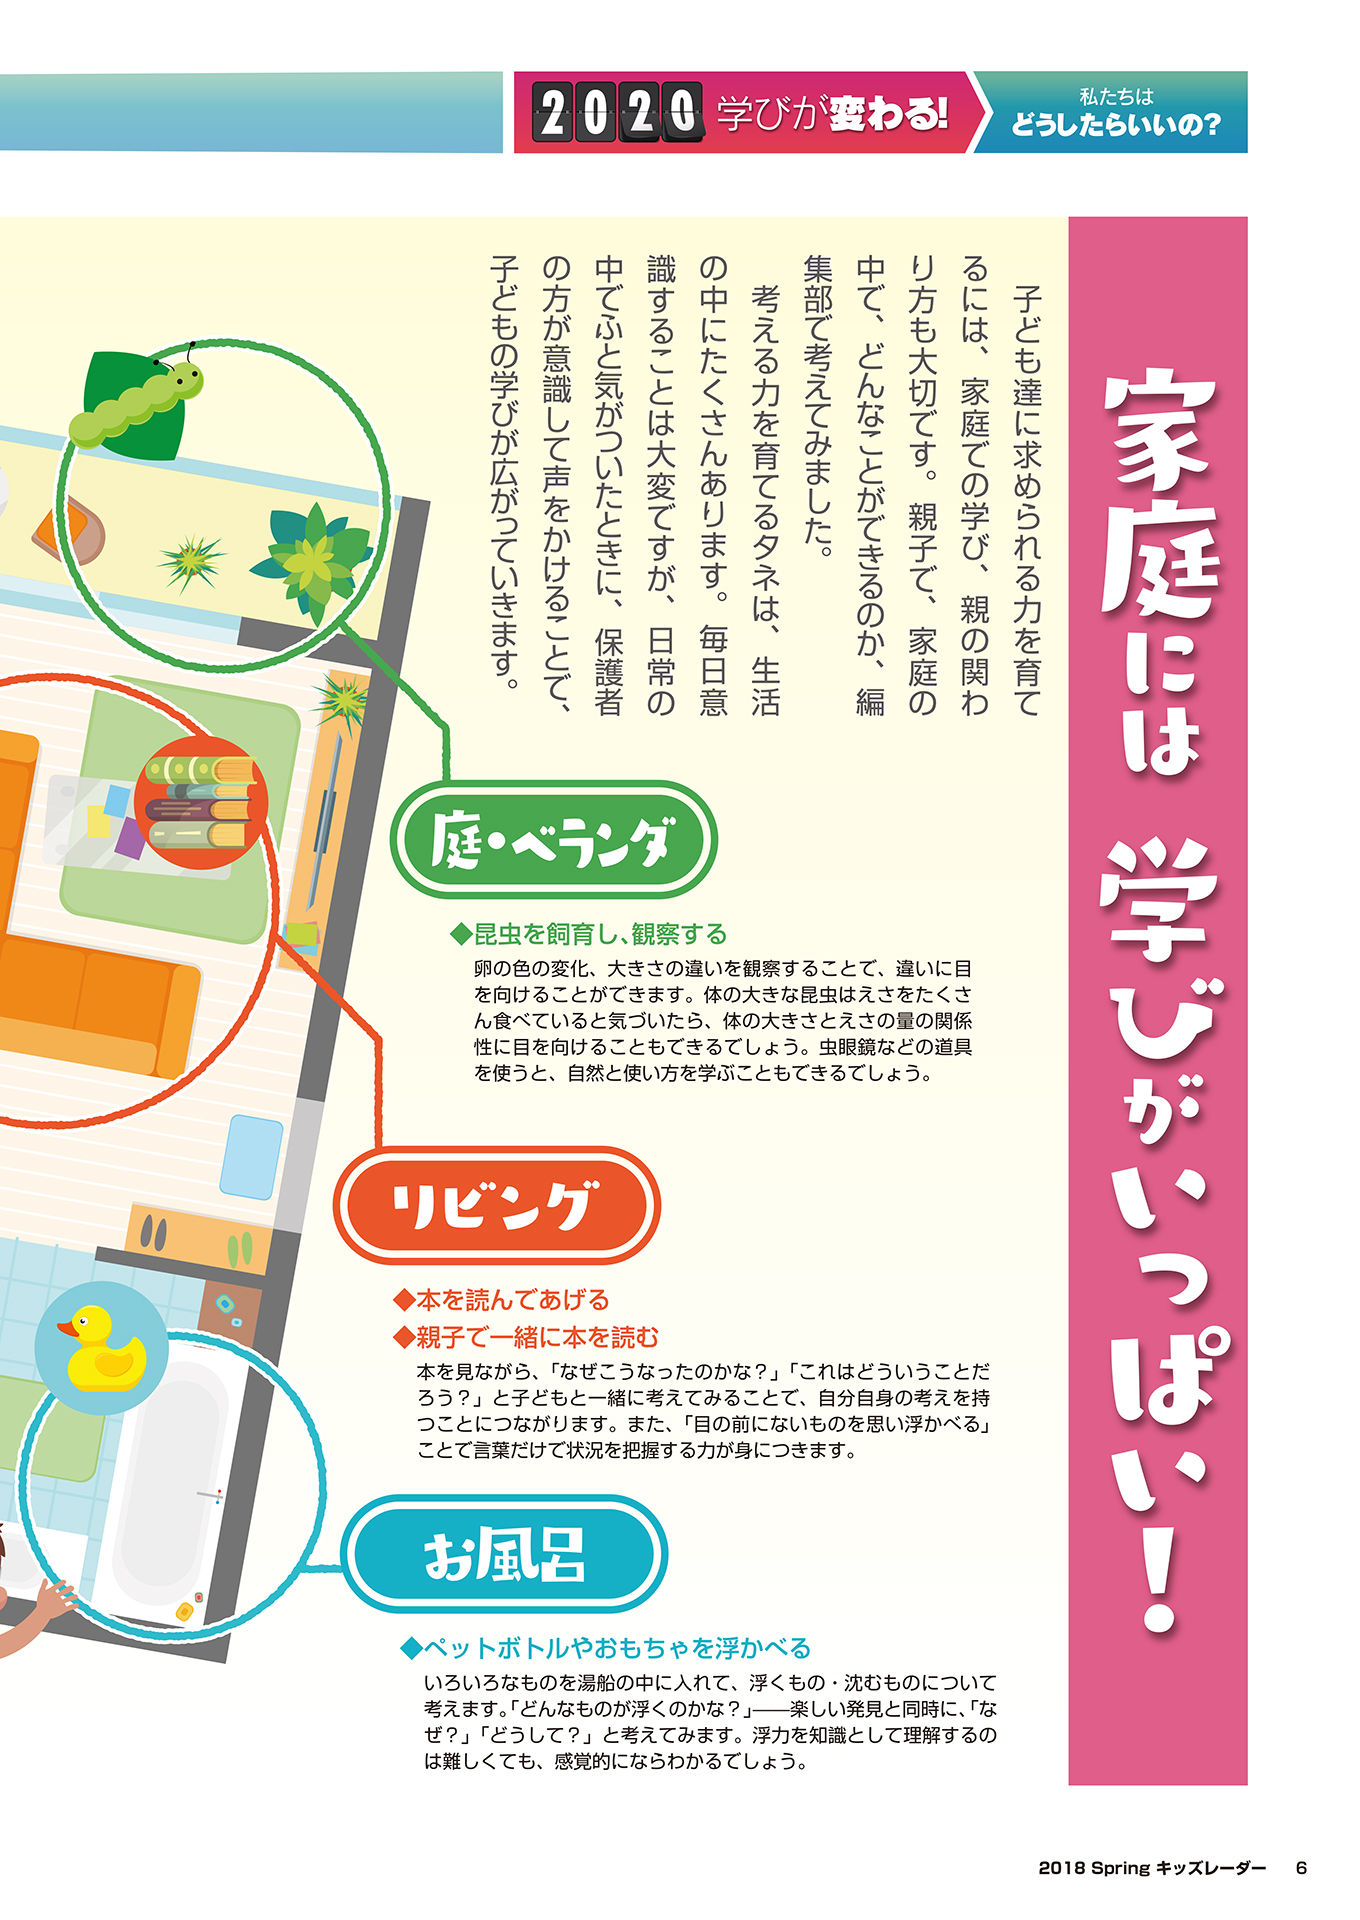 2020 学びが変わる!
私たちは
どうしたらいいの？
家庭には 学びがいっぱい！
子ども達に求められる力を育て
るには、家庭での学び、親の関わ
り方も大切です。親子で、家庭の
中で、どんなことができるのか、編
集部で考えてみました。
考える力を育てるタネは、生活
の中にたくさんあります。毎日意
識することは大変ですが、日常の
中でふと気がついたときに、保護者
の方が意識して声をかけることで、
子どもの学びが広がっていきます。
庭・ベランダ
◆昆虫を飼育し、観察する
卵の色の変化、大きさの違いを観察することで、違いに目
を向けることができます。体の大きな昆虫はえさをたくさ
ん食べていると気づいたら、体の大きさとえさの量の関係
性に目を向けることもできるでしょう。虫眼鏡などの道具
を使うと、自然と使い方を学ぶこともできるでしょう。
リビング
◆本を読んであげる
◆親子で一緒に本を読む
本を見ながら、「なぜこうなったのかな？」「これはどういうことだ
ろう？」と子どもと一緒に考えてみることで、自分自身の考えを持
つことにつながります。また、「目の前にないものを思い浮かべる」
ことで言葉だけで状況を把握する力が身につきます。
お風呂
◆ペットボトルやおもちゃを浮かべる
いろいろなものを湯船の中に入れて、浮くもの・沈むものについて
考えます。「どんなものが浮くのかな？」――楽しい発見と同時に、「な
ぜ？」「どうして？」と考えてみます。浮力を知識として理解するの
は難しくても、感覚的にならわかるでしょう。
2018 Spring キッズレーダー 6